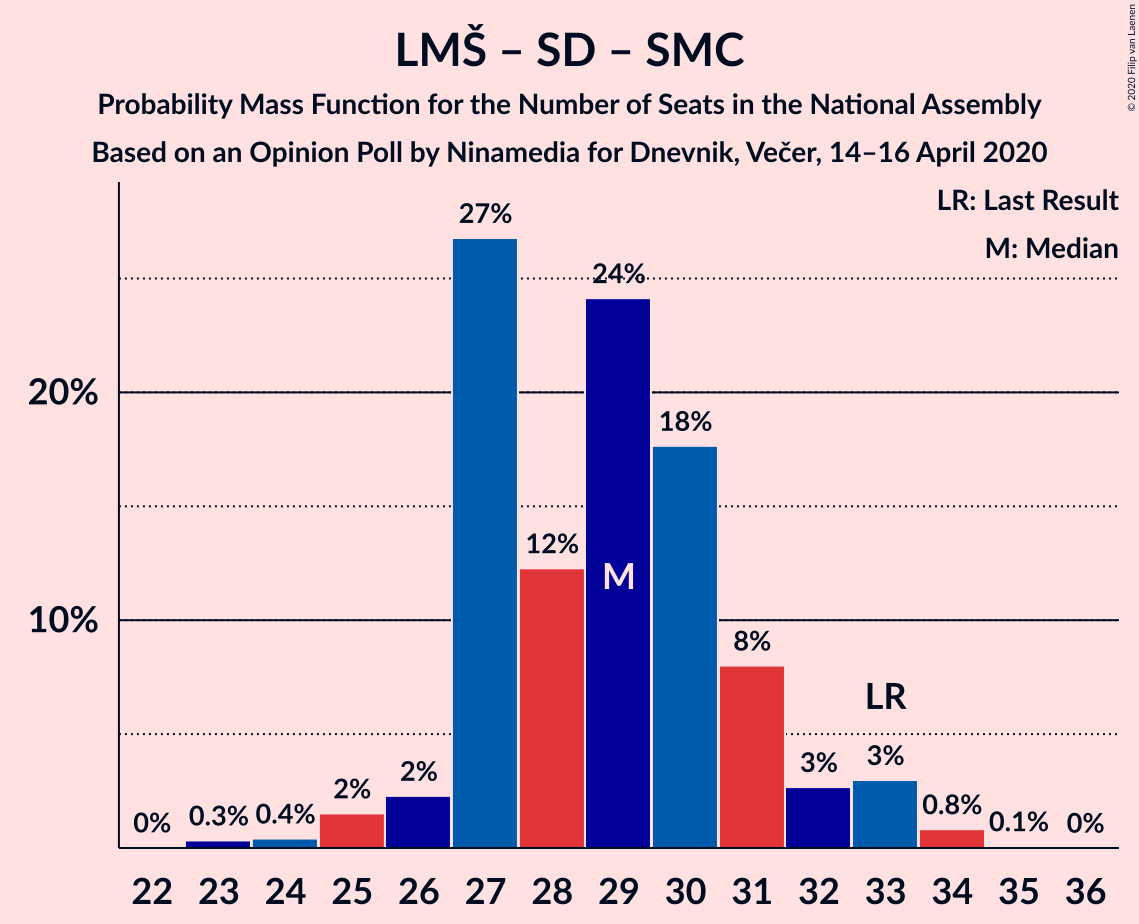 LMŠ – SD – SMC
Probability Mass Function for the Number of Seats in the National Assembly
Based on an Opinion Poll by Ninamedia for Dnevnik, Večer, 14–16 April 2020
© 2020 Filip van Laenen
LR: Last Result
M: Median
27%
24%
20%
18%
12%
M
10%
8%
LR
3%
3%
2%
2%
0.8%
0.4%
0.3%
0%
0.1%
0%
22 23 24 25 26 27 28 29 30 31 32 33 34 35 36